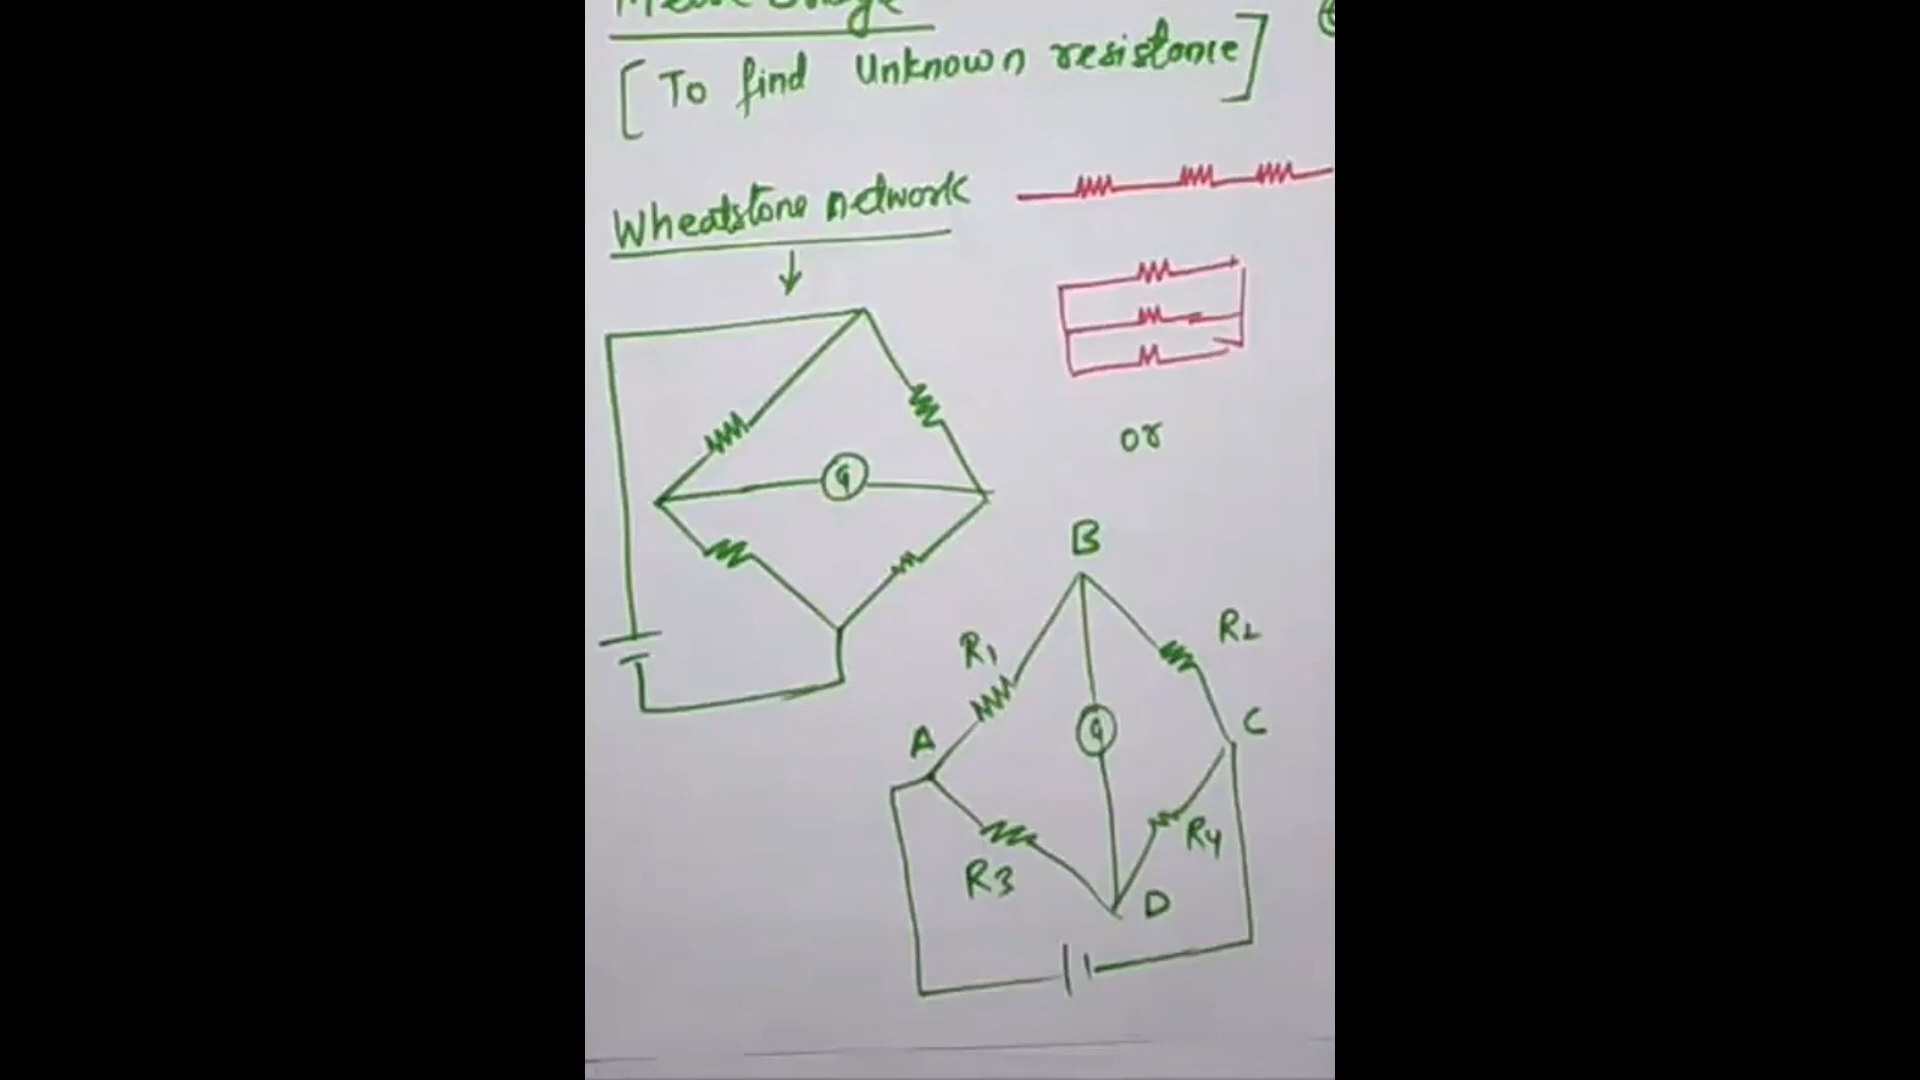 [To find Unknown resistance]
Wheatstone network
G
or
B
R1
R2
A
G
C
R3
R4
D